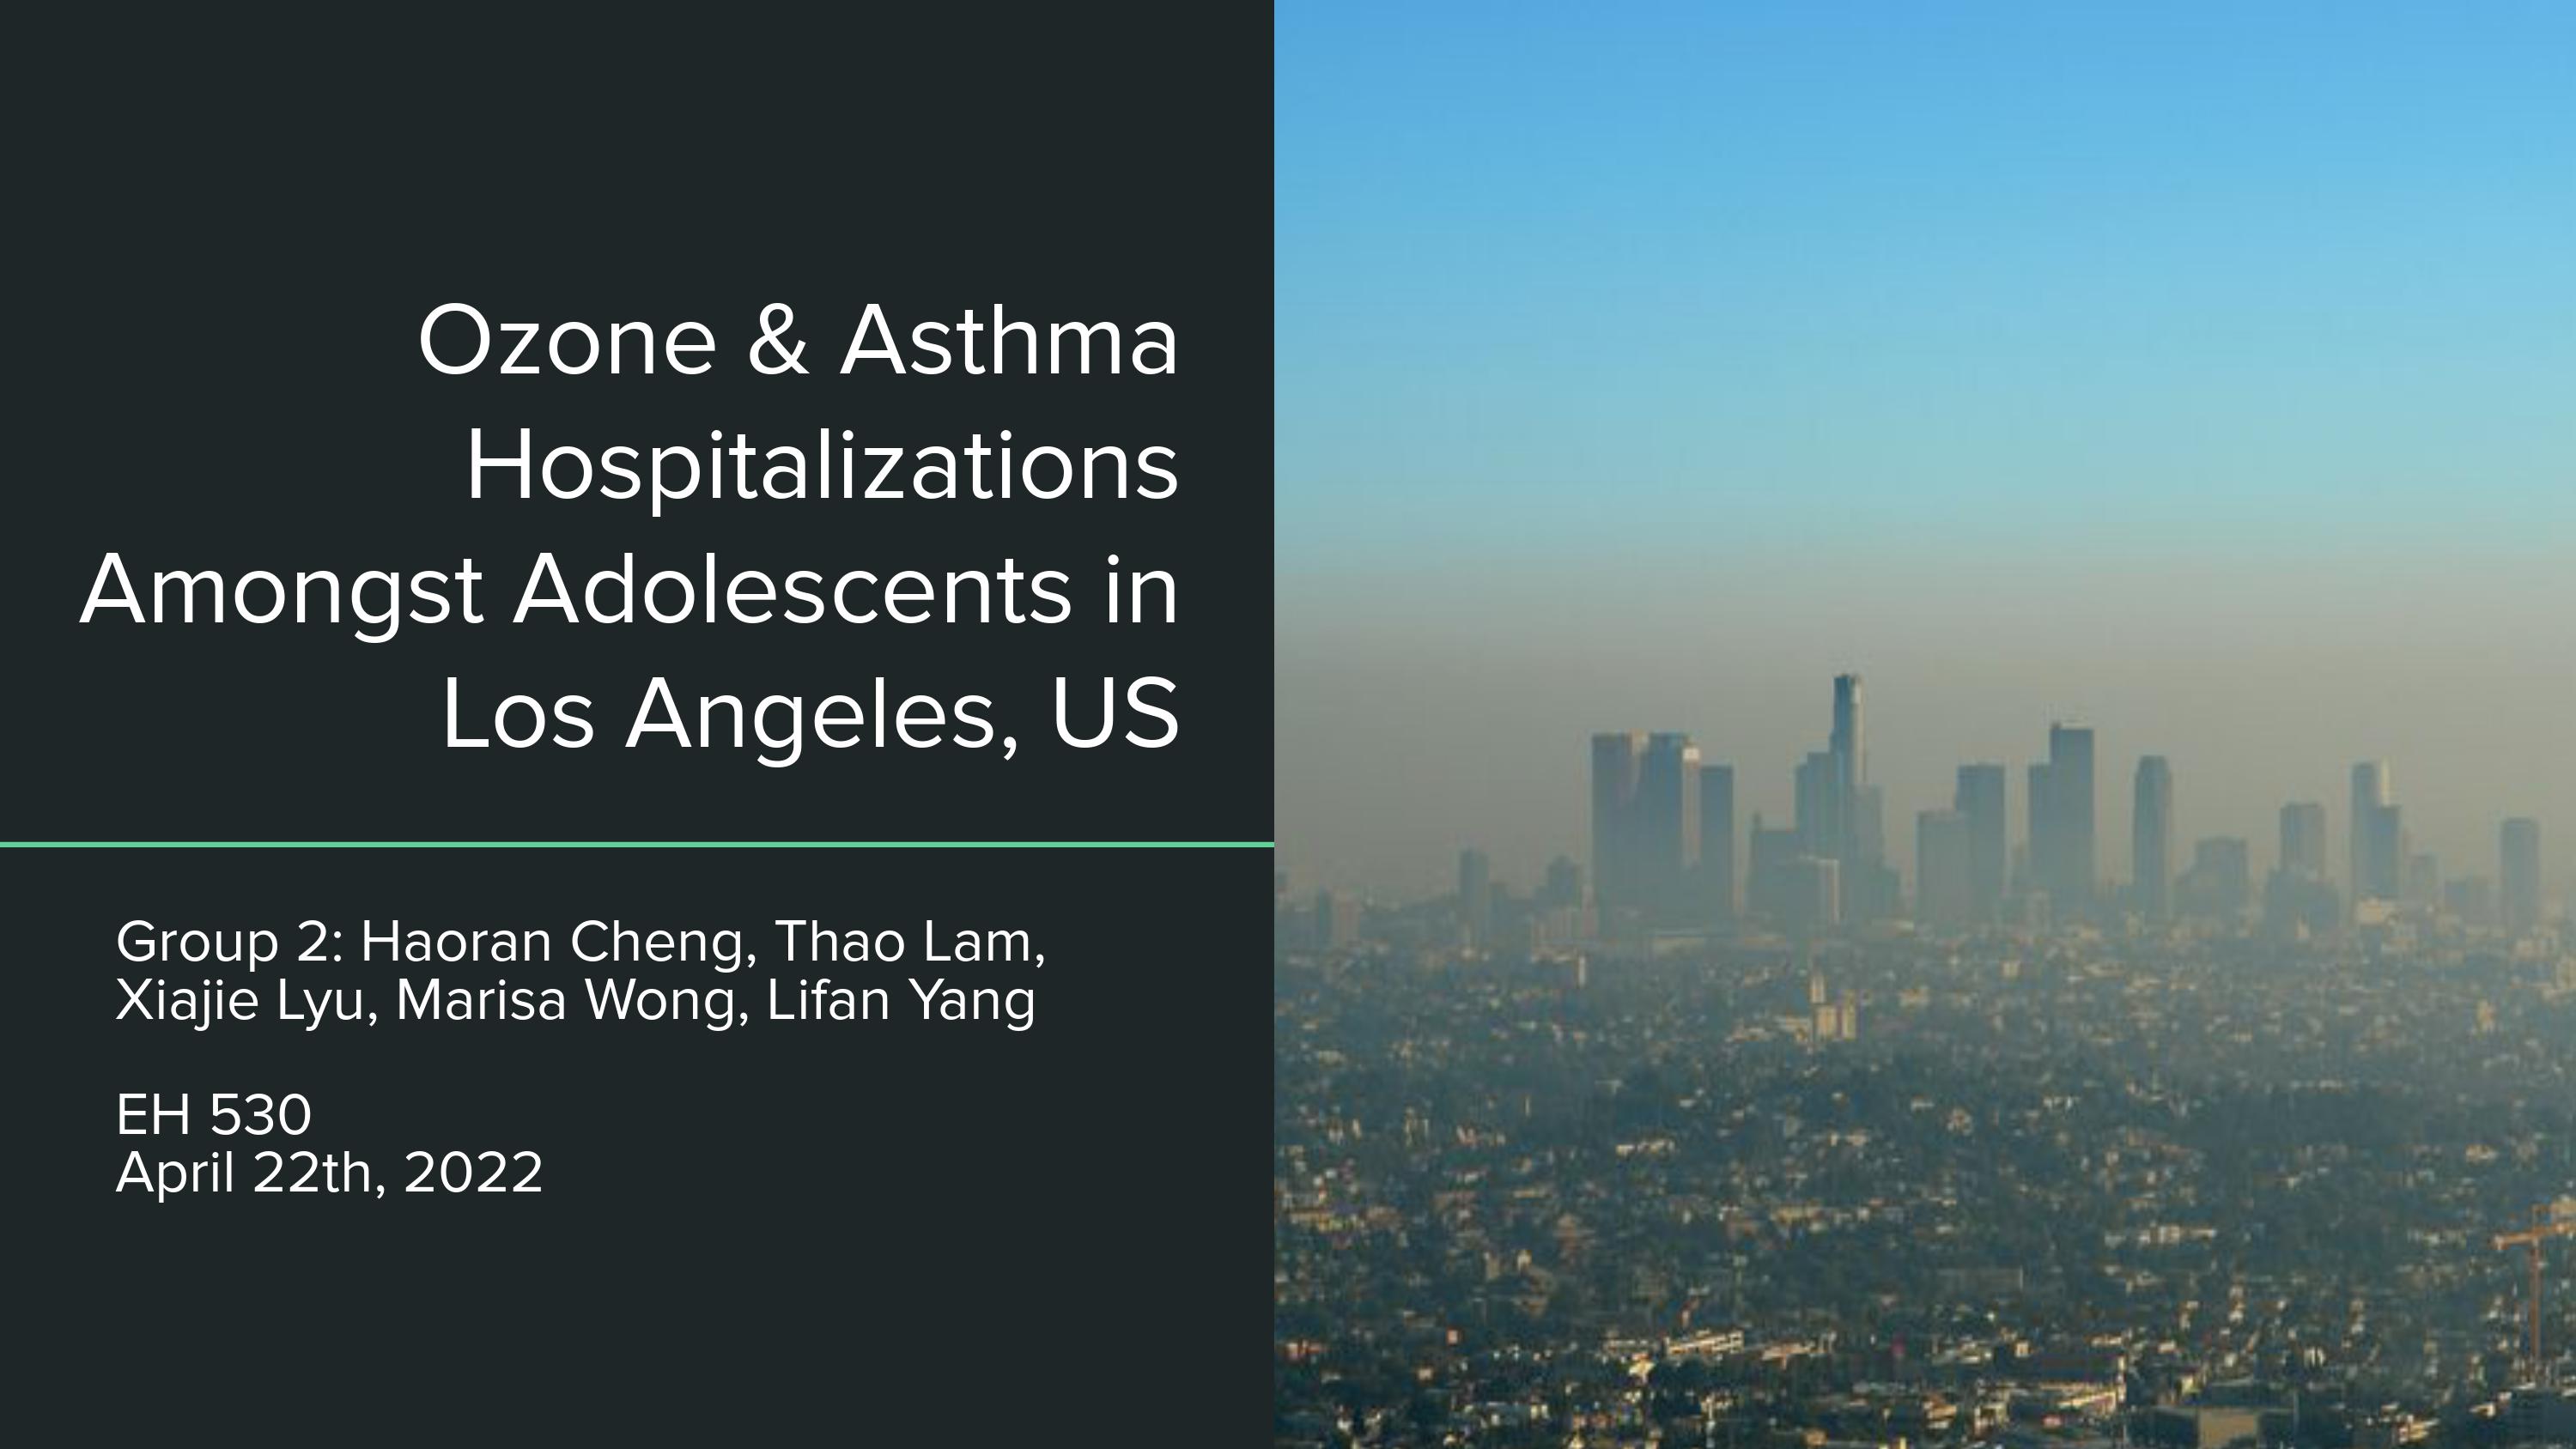 Ozone & Asthma
Hospitalizations
Amongst Adolescents in
Los Angeles, US
Group 2: Haoran Cheng, Thao Lam,
Xiajie Lyu, Marisa Wong, Lifan Yang
EH 530
April 22th, 2022